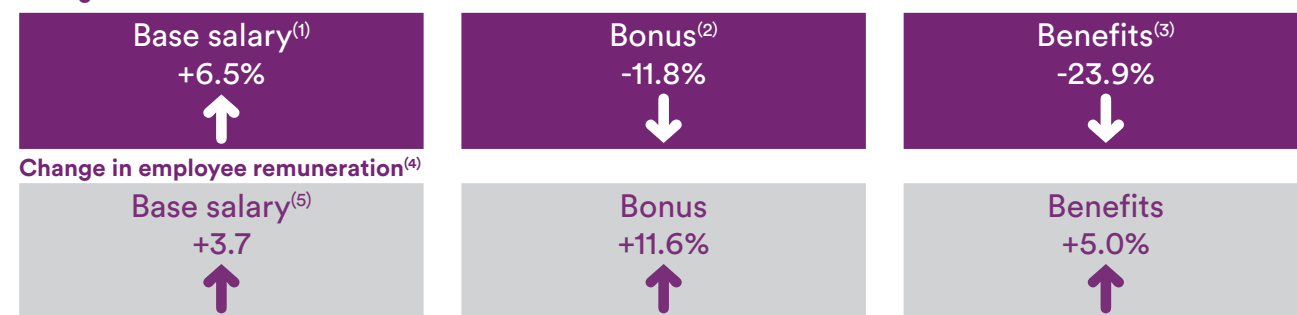 Base salary(1)
+6.5%
Bonus(2)
-11.8%
Benefits(3)
-23.9%
Change in employee remuneration(4)
Base salary(5)
+3.7
Bonus
+11.6%
Benefits
+5.0%